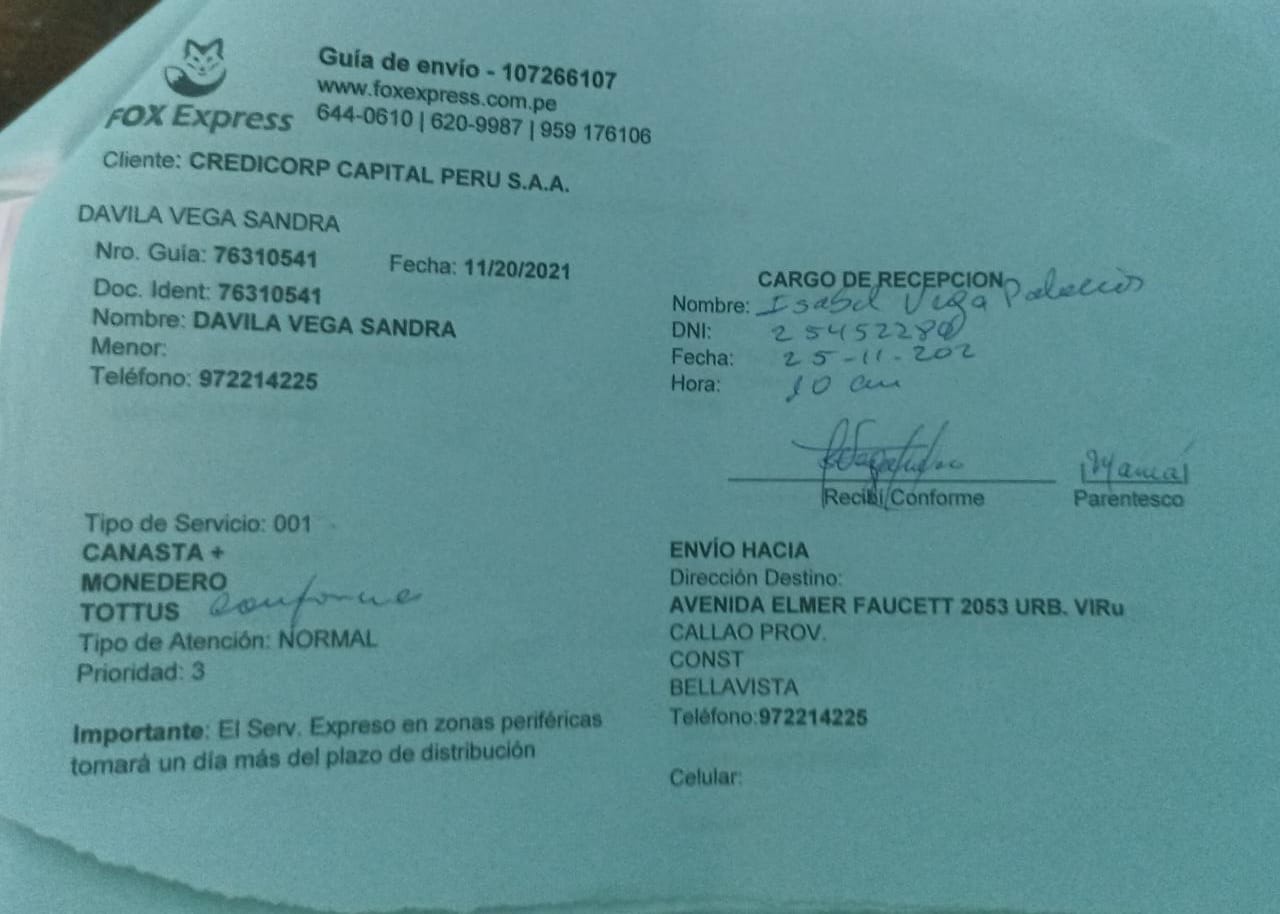 Guía de envío - 107266107
www.foxexpress.com.pe
644-0610 | 620-9987 | 959 176106
FOX Express
Cliente: CREDICORP CAPITAL PERU S.A.A.
DAVILA VEGA SANDRA
Nro. Guía: 76310541 Fecha: 11/20/2021
Doc. Ident: 76310541
Nombre: DAVILA VEGA SANDRA
Menor:
Teléfono: 972214225
CARGO DE RECEPCION
Nombre: Isabel Vega Palacios
DNI: 25452280
Fecha: 25-11-202
Hora: 10 am
Recibí Conforme
Mamá
Parentesco
Tipo de Servicio: 001
CANASTA +
MONEDERO
TOTTUS conforme
Tipo de Atención: NORMAL
Prioridad: 3
Importante: El Serv. Expreso en zonas periféricas
tomará un día más del plazo de distribución
ENVÍO HACIA
Dirección Destino:
AVENIDA ELMER FAUCETT 2053 URB. VIRu
CALLAO PROV.
CONST
BELLAVISTA
Teléfono:972214225
Celular: